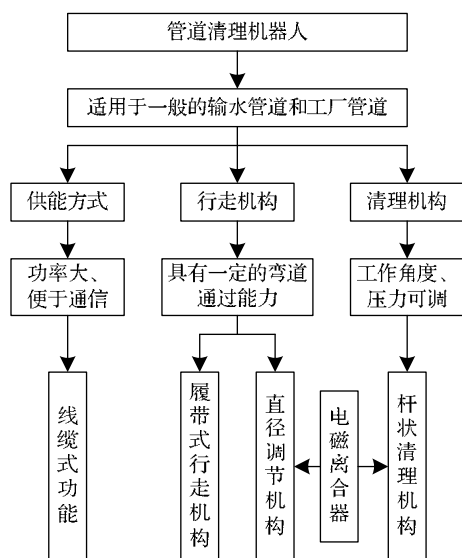 管道清理机器人
适用于一般的输水管道和工厂管道
供能方式
行走机构
清理机构
功率大、
便于通信
具有一定的弯道
通过能力
工作角度、
压力可调
线缆式功能
履带式行走机构
直径调节机构
电磁离合器
杆状清理机构